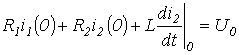 R₁i₁(0) + R₂i₂(0) + L di₂/dt|₀ = U₀